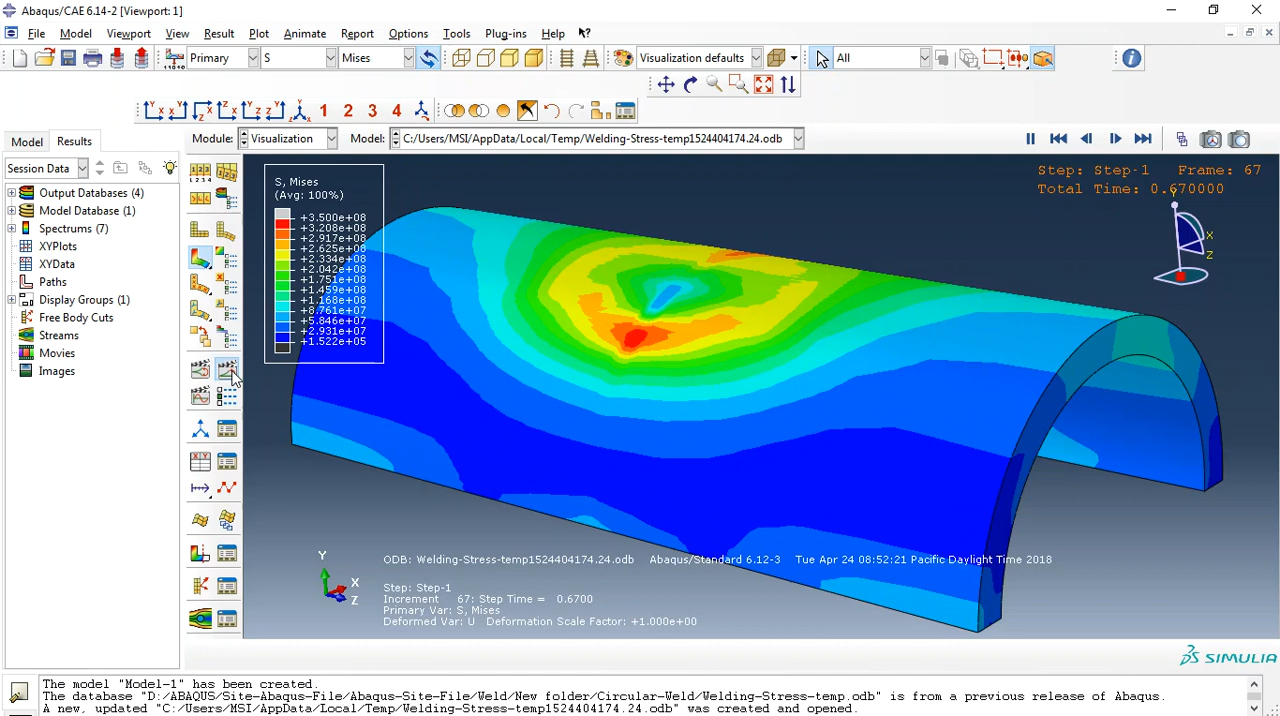 Abaqus/CAE 6.14-2 [Viewport: 1]
File Model Viewport View Result Plot Animate Report Options Tools Plug-ins Help
Primary S Mises Visualization defaults All
1 2 3 4
Model Results Module: Visualization Model: C:/Users/MSI/AppData/Local/Temp/Welding-Stress-temp1524404174.24.odb
Session Data
Output Databases (4)
Model Database (1)
Spectrums (7)
XYPlots
XYData
Paths
Display Groups (1)
Free Body Cuts
Streams
Movies
Images
S, Mises
(Avg: 100%)
+3.500e+08
+3.208e+08
+2.917e+08
+2.625e+08
+2.334e+08
+2.042e+08
+1.751e+08
+1.459e+08
+1.168e+08
+8.761e+07
+5.846e+07
+2.931e+07
+1.522e+05
Step: Step-1 Frame: 67
Total Time: 0.670000
Y
X
Z
X
Z
ODB: Welding-Stress-temp1524404174.24.odb Abaqus/Standard 6.12-3 Tue Apr 24 08:52:21 Pacific Daylight Time 2018
Step: Step-1
Increment 67: Step Time = 0.6700
Primary Var: S, Mises
Deformed Var: U Deformation Scale Factor: +1.000e+00
SIMULIA
The model "Model-1" has been created.
The database "D:/ABAQUS/Site-Abaqus-File/Abaqus-Site-File/Weld/New folder/Circular-Weld/Welding-Stress-temp.odb" is from a previous release of Abaqus.
A new, updated "C:/Users/MSI/AppData/Local/Temp/Welding-Stress-temp1524404174.24.odb" was created and opened.